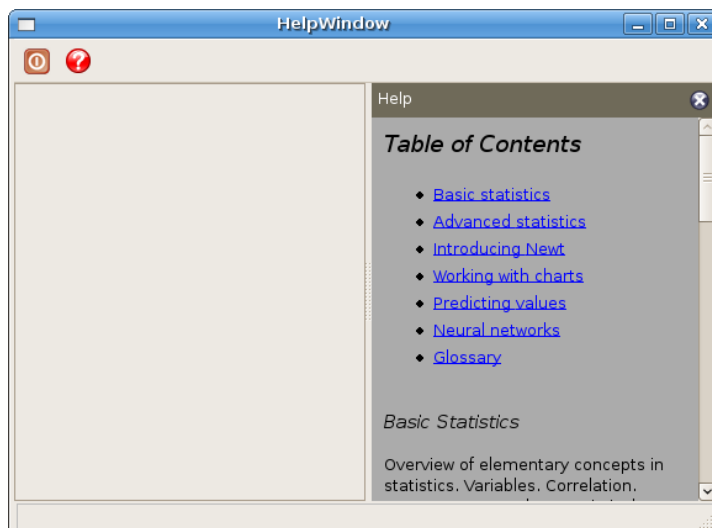 HelpWindow
Help
Table of Contents
Basic statistics
Advanced statistics
Introducing Newt
Working with charts
Predicting values
Neural networks
Glossary
Basic Statistics
Overview of elementary concepts in
statistics. Variables. Correlation.